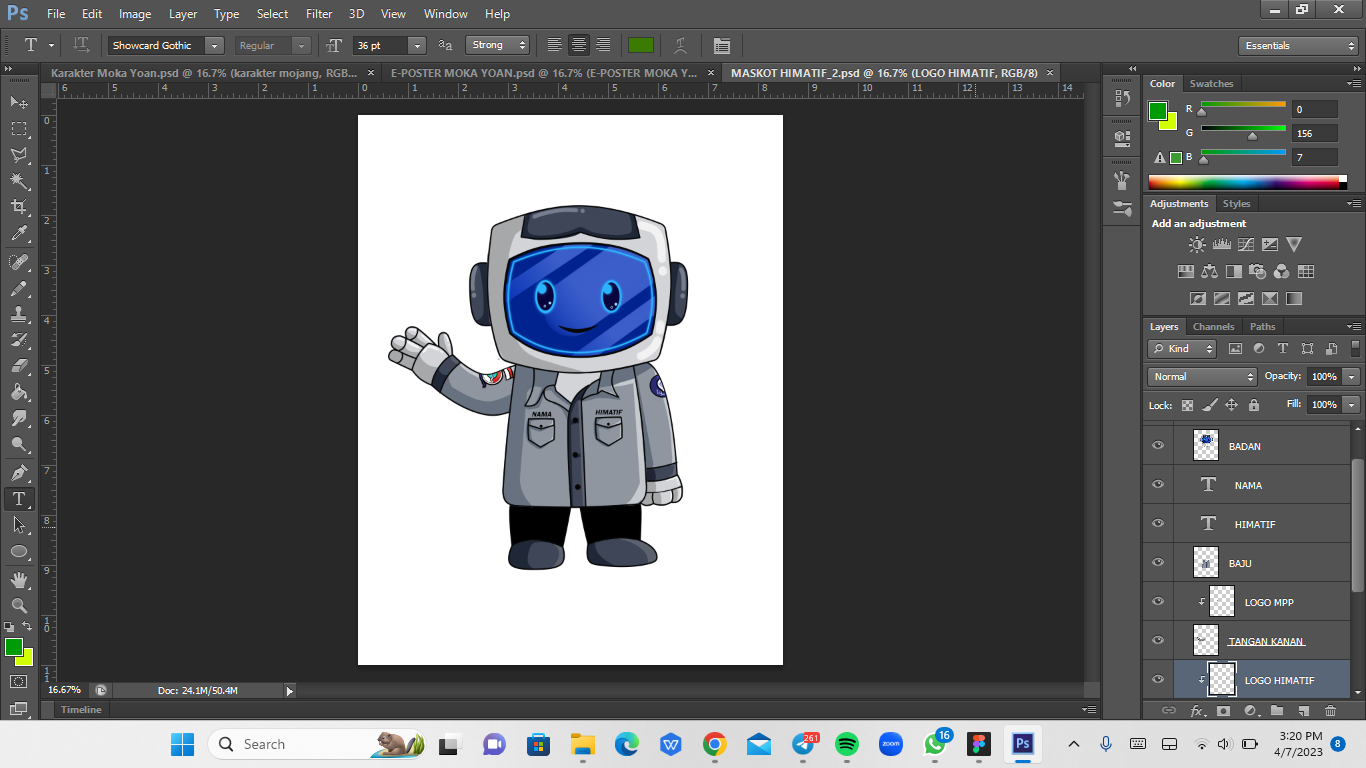 Ps File Edit Image Layer Type Select Filter 3D View Window Help
T Showcard Gothic Regular 36 pt Strong Essentials
Karakter Moka Yoan.psd @ 16.7% (karakter mojang, RGB... × E-POSTER MOKA YOAN.psd @ 16.7% (E-POSTER MOKA Y... × MASKOT HIMATIF_2.psd @ 16.7% (LOGO HIMATIF, RGB/8) ×
6 5 4 3 2 1 0 1 2 3 4 5 6 7 8 9 10 11 12 13 14
0
1
2
3
4
5
6
7
8
9
10
11
NAMA HIMATIF
Color Swatches
R 0
G 156
B 7
Adjustments Styles
Add an adjustment
Layers Channels Paths
Kind
Normal Opacity: 100%
Lock: Fill: 100%
BADAN
T NAMA
T HIMATIF
BAJU
LOGO MPP
TANGAN KANAN
LOGO HIMATIF
fx
16.67% Doc: 24.1M/50.4M
Timeline
Search
261
zoom
16
Ps
3:20 PM
4/7/2023
8